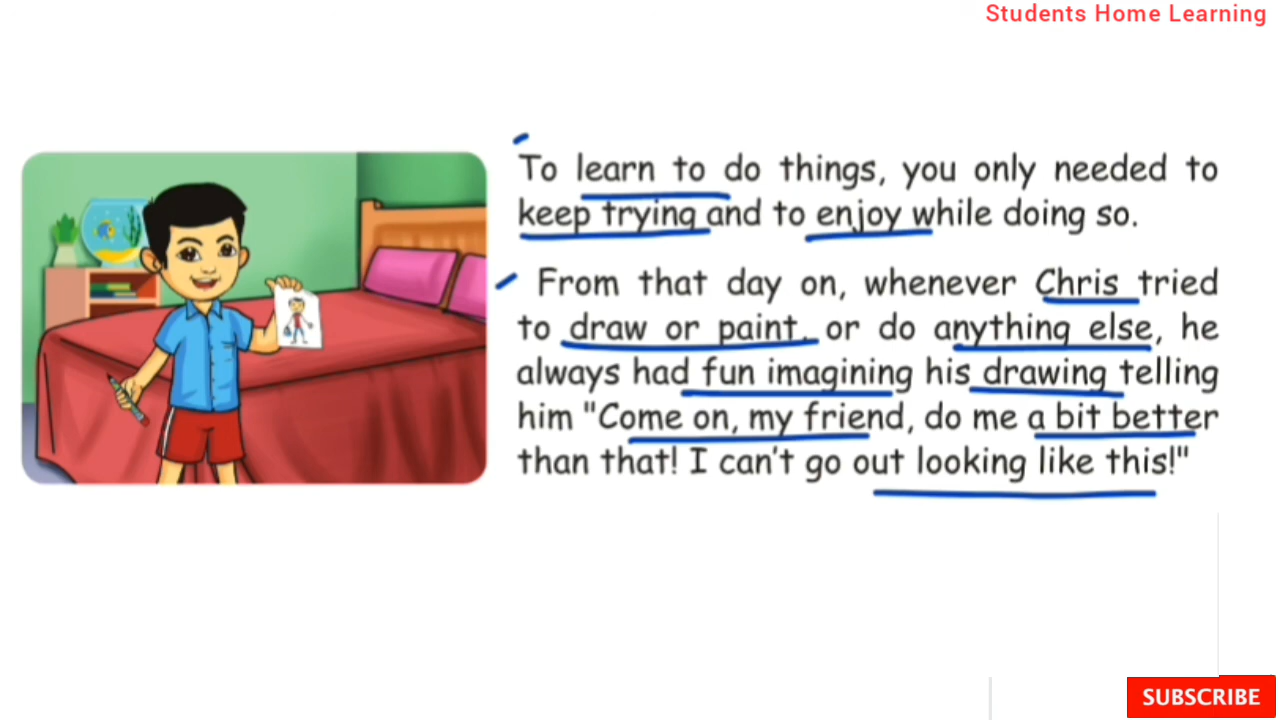 Students Home Learning
To learn to do things, you only needed to
keep trying and to enjoy while doing so.
From that day on, whenever Chris tried
to draw or paint, or do anything else, he
always had fun imagining his drawing telling
him "Come on, my friend, do me a bit better
than that! I can't go out looking like this!"
SUBSCRIBE